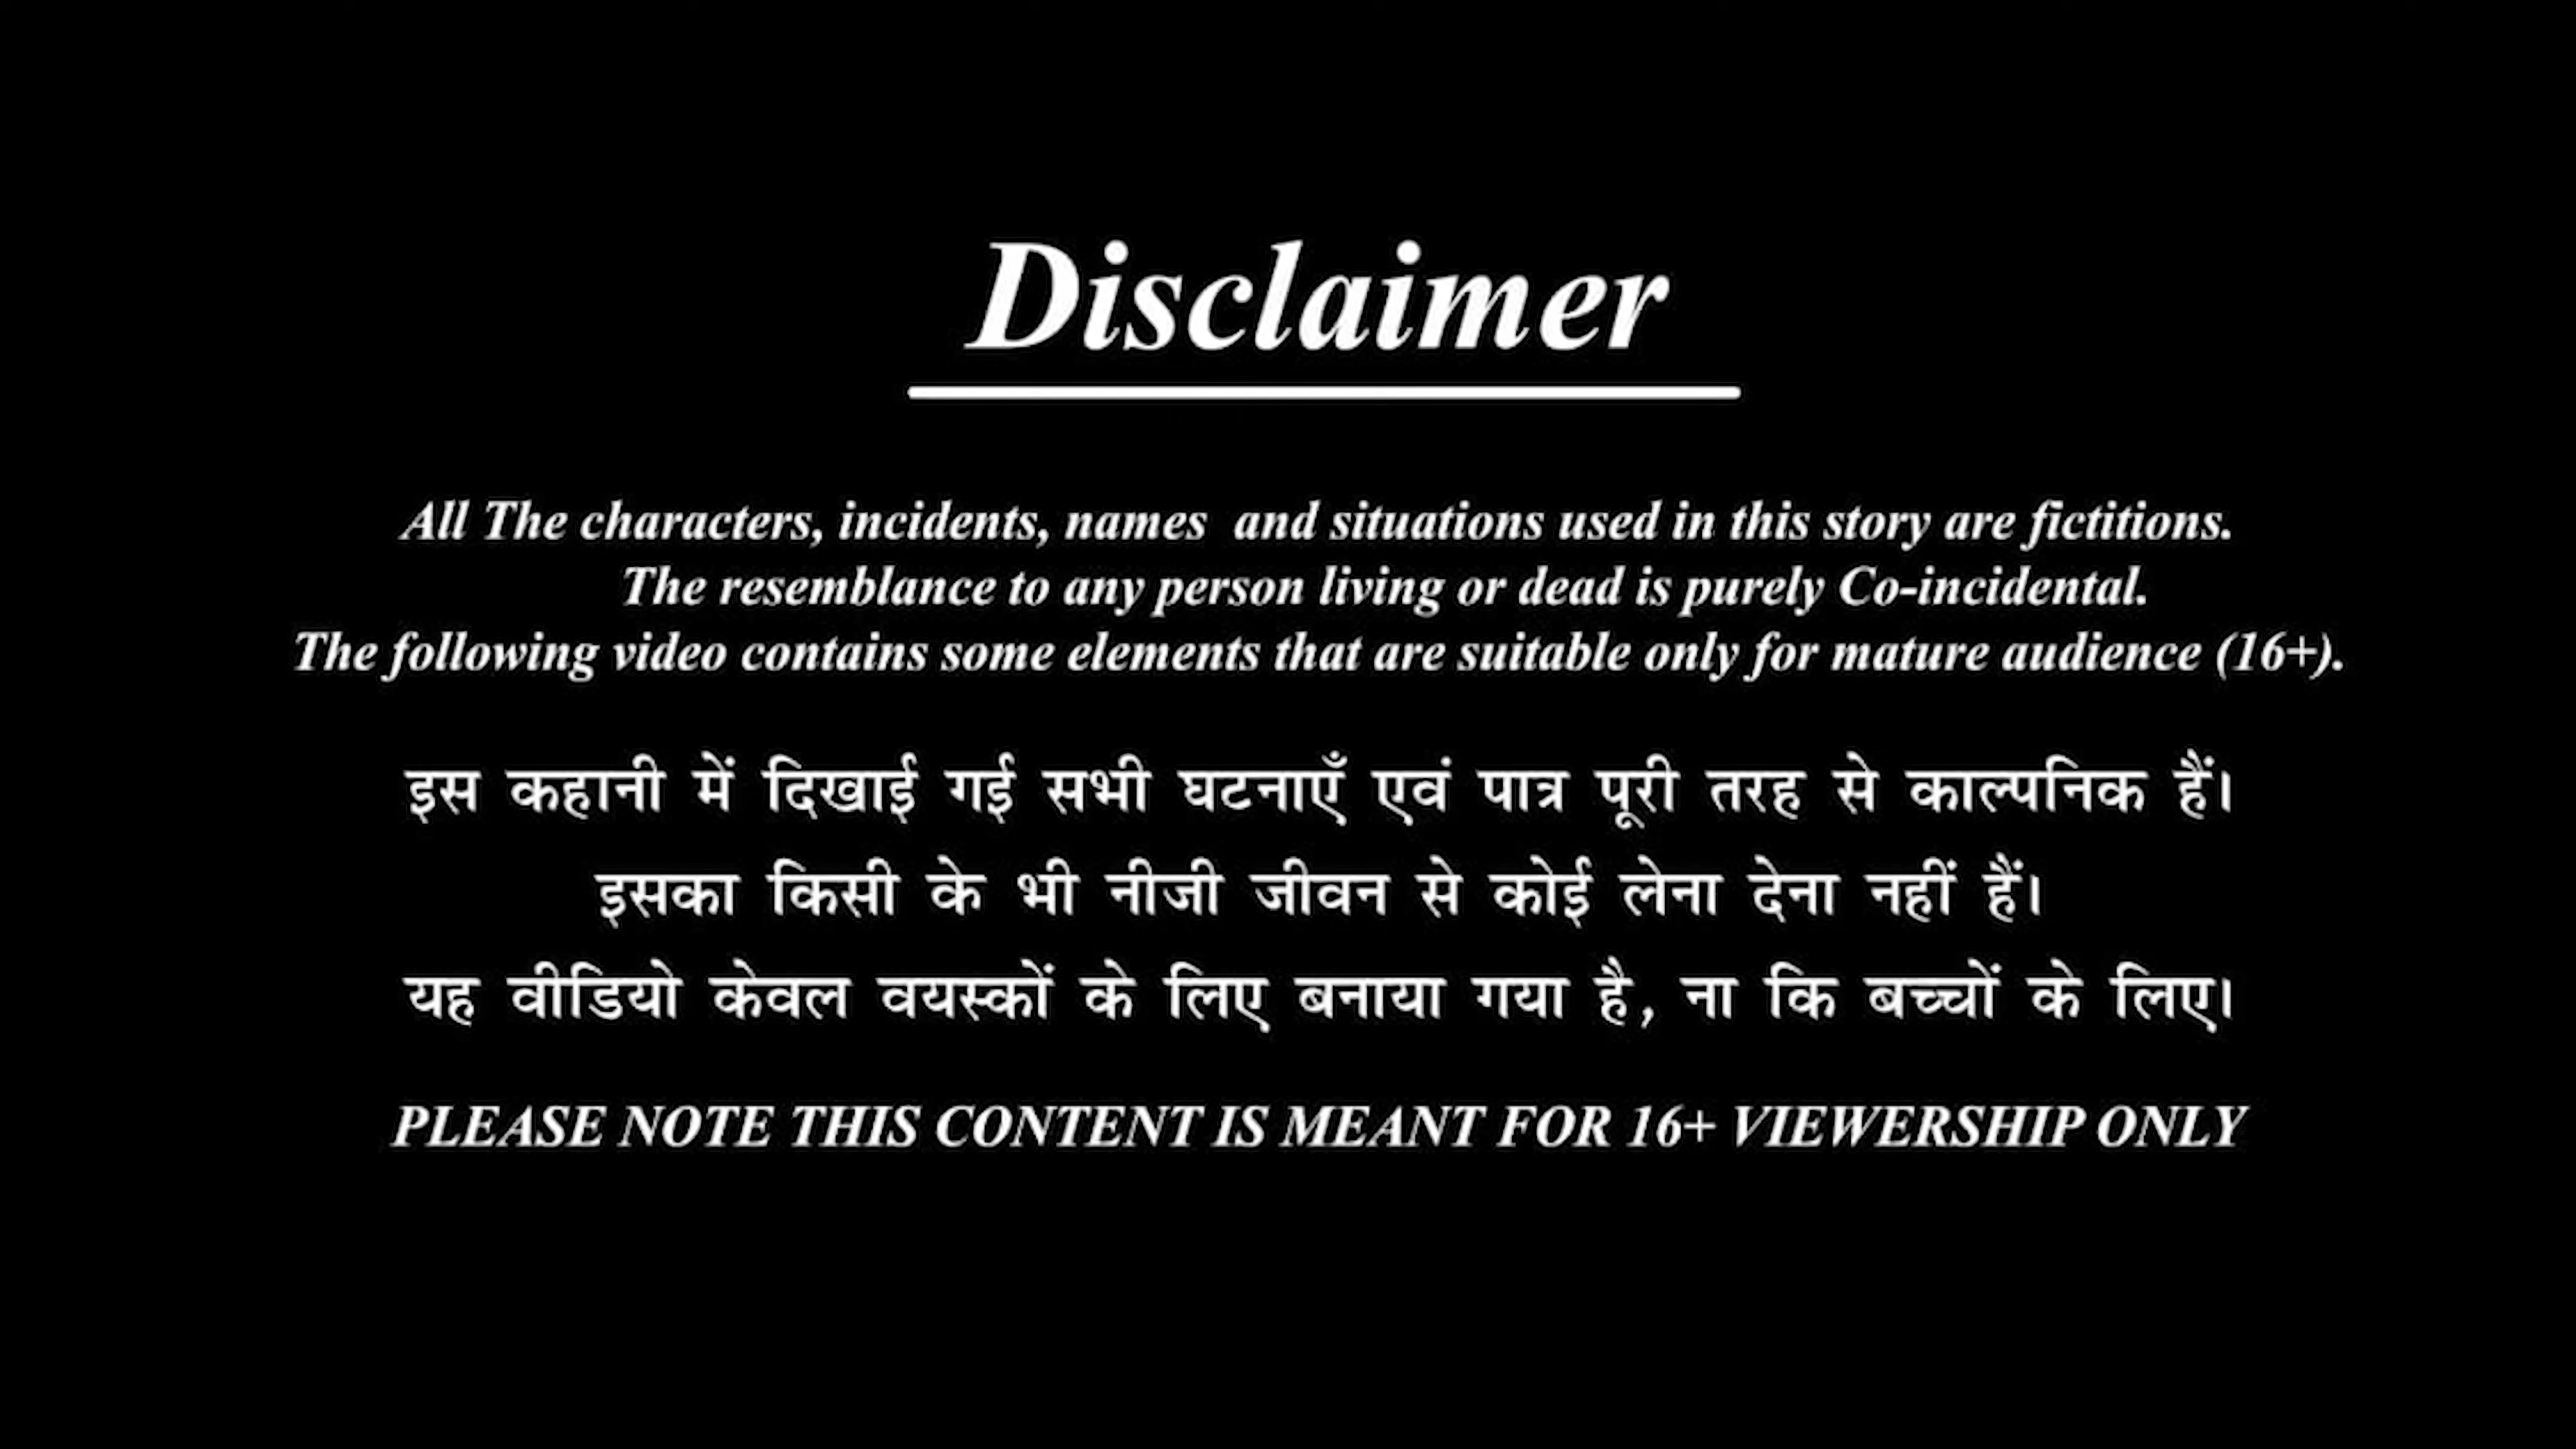 Disclaimer
All The characters, incidents, names and situations used in this story are fictitions.
The resemblance to any person living or dead is purely Co-incidental.
The following video contains some elements that are suitable only for mature audience (16+).
इस कहानी में दिखाई गई सभी घटनाएँ एवं पात्र पूरी तरह से काल्पनिक हैं।
इसका किसी के भी नीजी जीवन से कोई लेना देना नहीं हैं।
यह वीडियो केवल वयस्कों के लिए बनाया गया है, ना कि बच्चों के लिए।
PLEASE NOTE THIS CONTENT IS MEANT FOR 16+ VIEWERSHIP ONLY